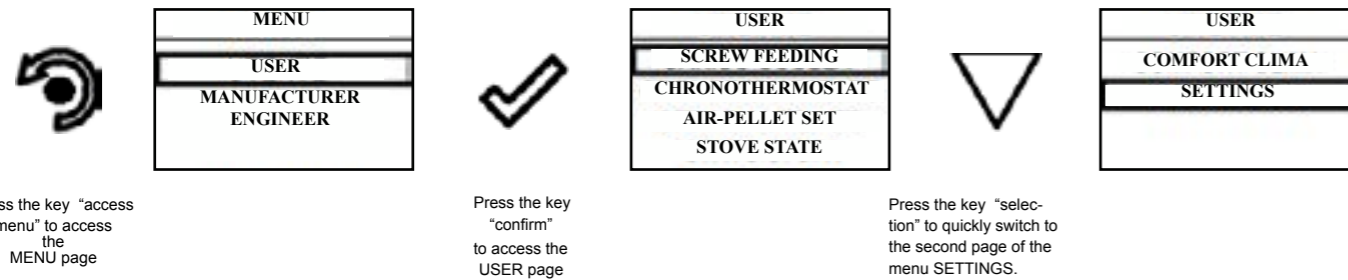 MENU
USER
MANUFACTURER
ENGINEER
USER
SCREW FEEDING
CHRONOTHERMOSTAT
AIR-PELLET SET
STOVE STATE
USER
COMFORT CLIMA
SETTINGS
ss the key “access
menu” to access
the
MENU page
Press the key
“confirm”
to access the
USER page
Press the key “selec-
tion” to quickly switch to
the second page of the
menu SETTINGS.